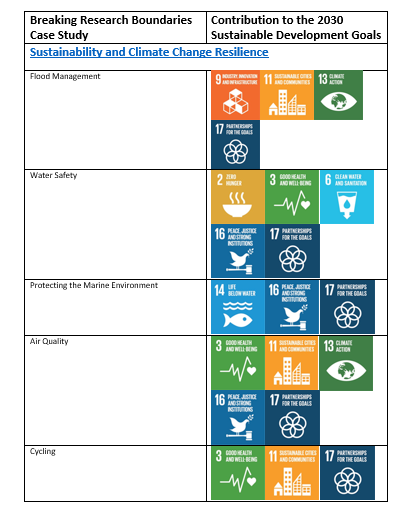 Breaking Research Boundaries
Case Study
Contribution to the 2030
Sustainable Development Goals
Sustainability and Climate Change Resilience
Flood Management
9 INDUSTRY, INNOVATION
AND INFRASTRUCTURE
11 SUSTAINABLE CITIES
AND COMMUNITIES
13 CLIMATE
ACTION
17 PARTNERSHIPS
FOR THE GOALS
Water Safety
2 ZERO
HUNGER
3 GOOD HEALTH
AND WELL-BEING
6 CLEAN WATER
AND SANITATION
16 PEACE, JUSTICE
AND STRONG
INSTITUTIONS
17 PARTNERSHIPS
FOR THE GOALS
Protecting the Marine Environment
14 LIFE
BELOW WATER
16 PEACE, JUSTICE
AND STRONG
INSTITUTIONS
17 PARTNERSHIPS
FOR THE GOALS
Air Quality
3 GOOD HEALTH
AND WELL-BEING
11 SUSTAINABLE CITIES
AND COMMUNITIES
13 CLIMATE
ACTION
16 PEACE, JUSTICE
AND STRONG
INSTITUTIONS
17 PARTNERSHIPS
FOR THE GOALS
Cycling
3 GOOD HEALTH
AND WELL-BEING
11 SUSTAINABLE CITIES
AND COMMUNITIES
17 PARTNERSHIPS
FOR THE GOALS